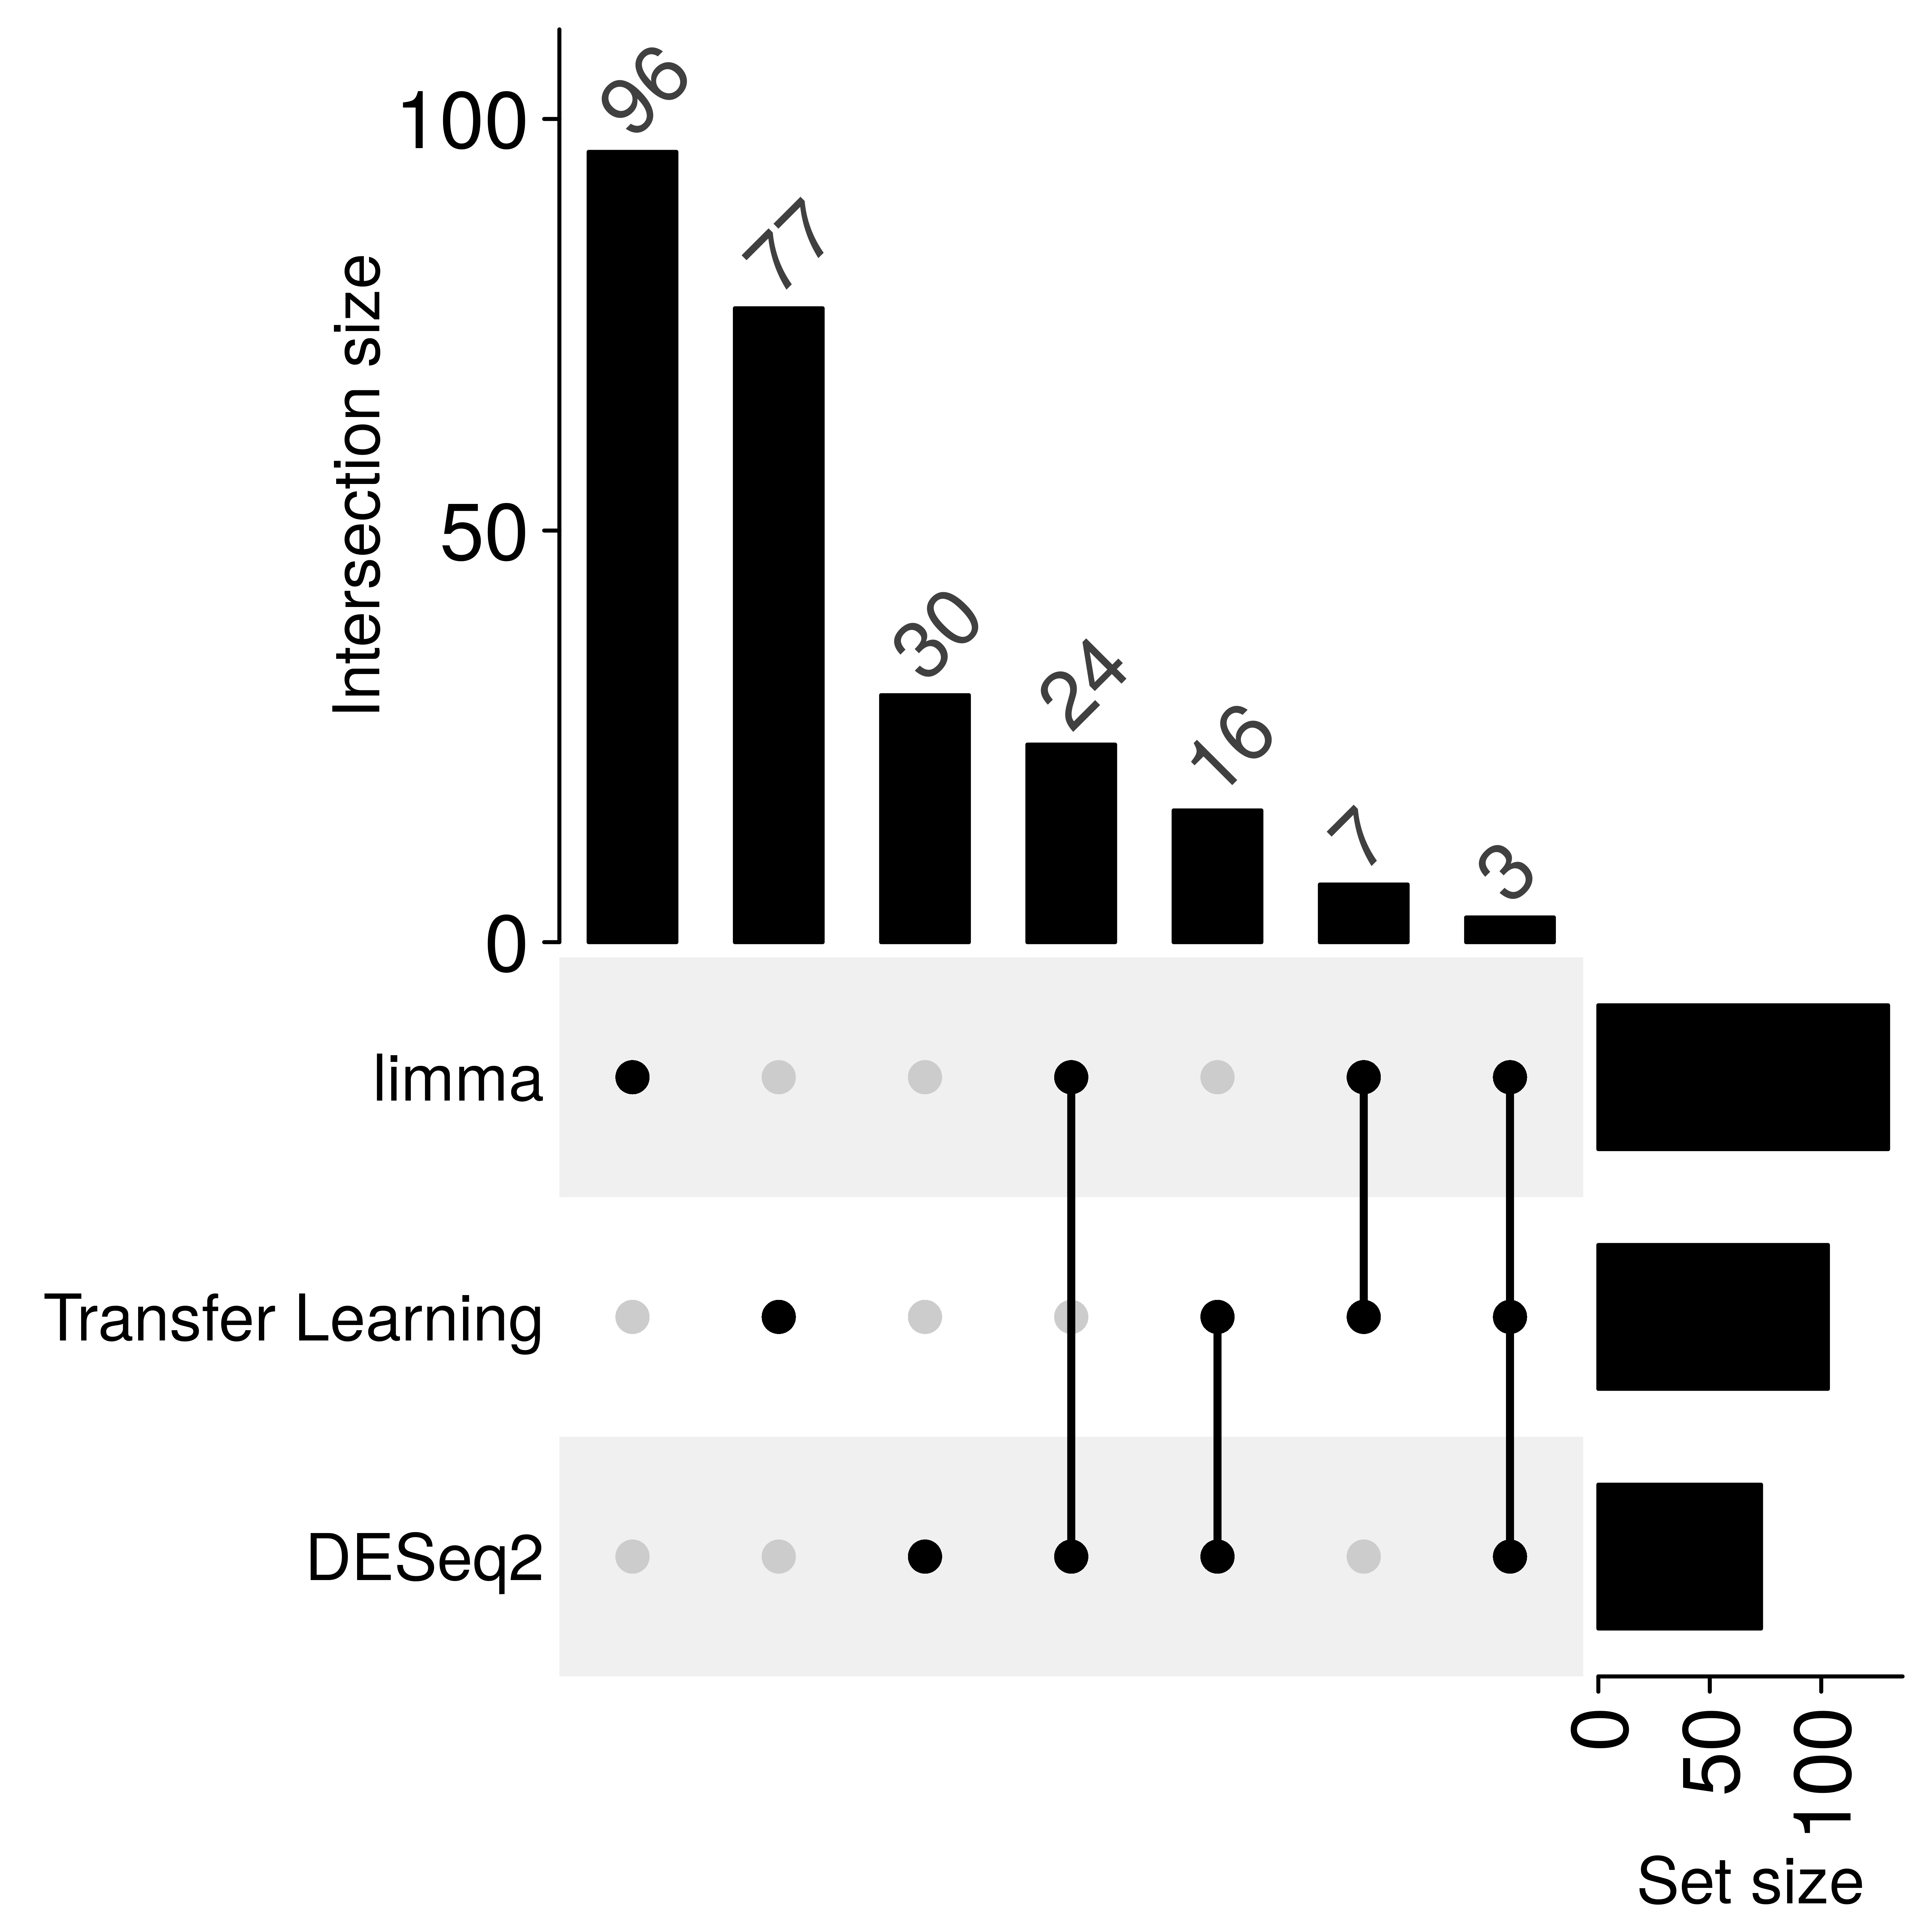 Intersection size
100
50
0
96
77
30
24
16
7
3
limma
Transfer Learning
DESeq2
0
50
100
Set size